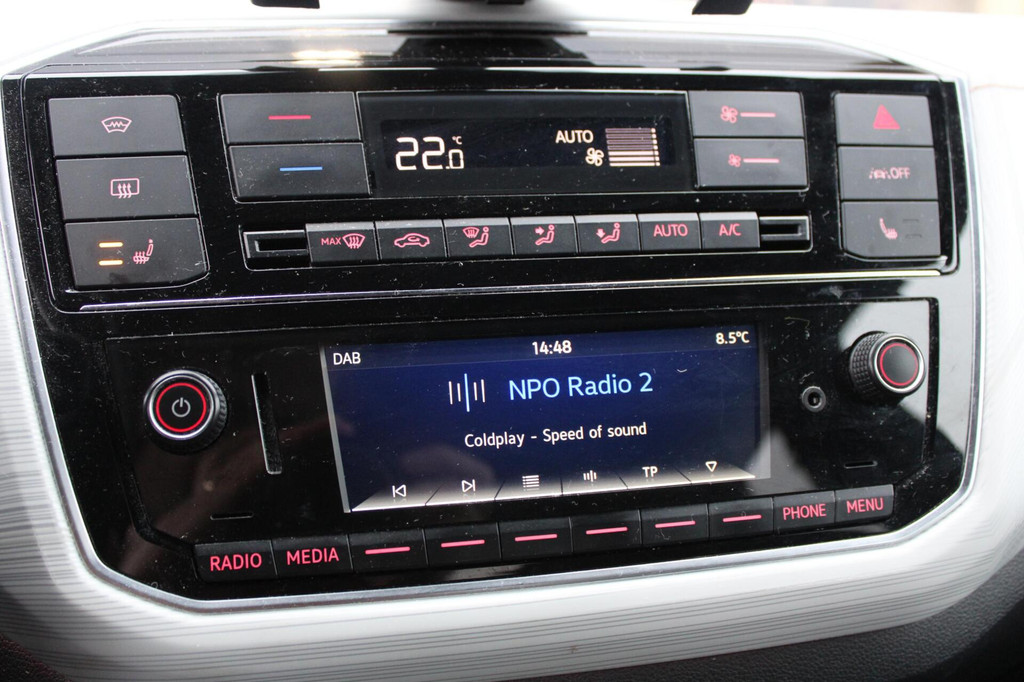 22.0 °C AUTO
OFF
MAX AUTO A/C
DAB 14:48 8.5°C
NPO Radio 2
Coldplay - Speed of sound
TP
RADIO MEDIA PHONE MENU